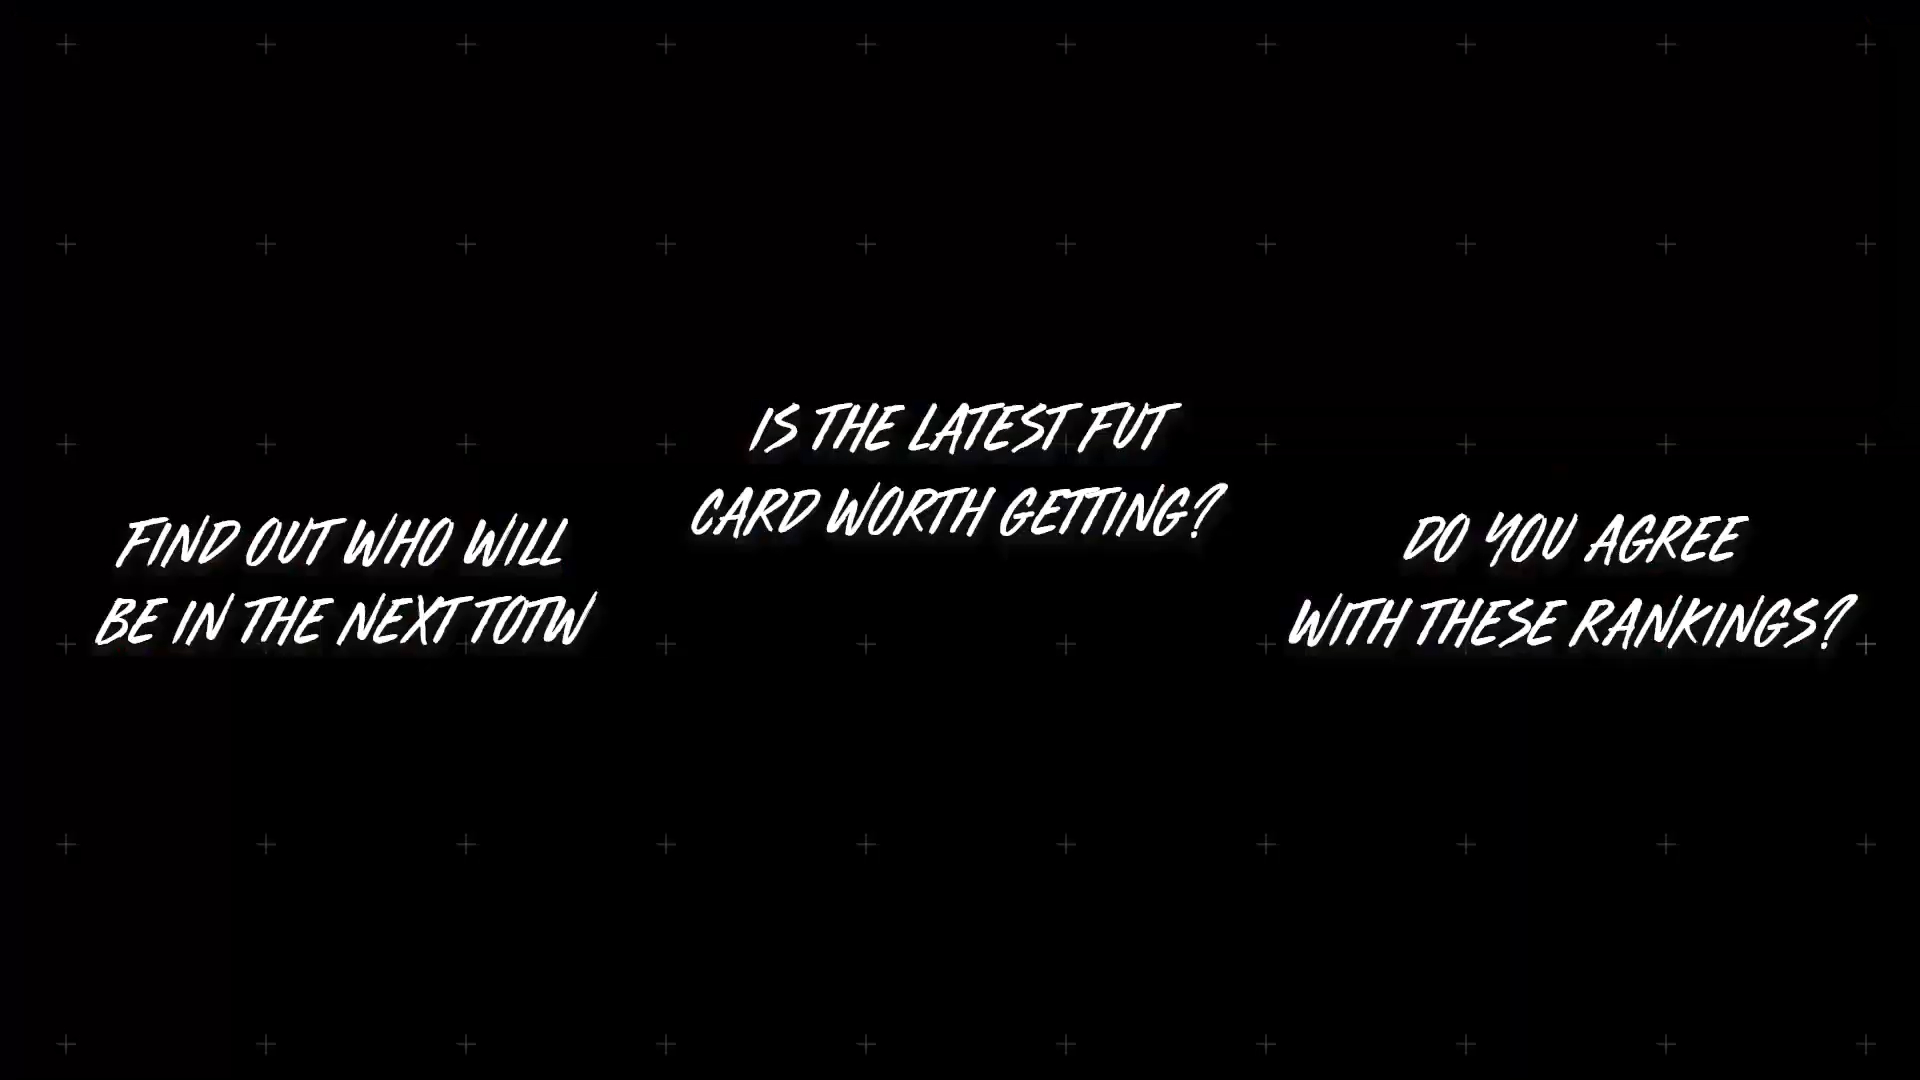 FIND OUT WHO WILL
BE IN THE NEXT TOTW
IS THE LATEST FUT
CARD WORTH GETTING?
DO YOU AGREE
WITH THESE RANKINGS?